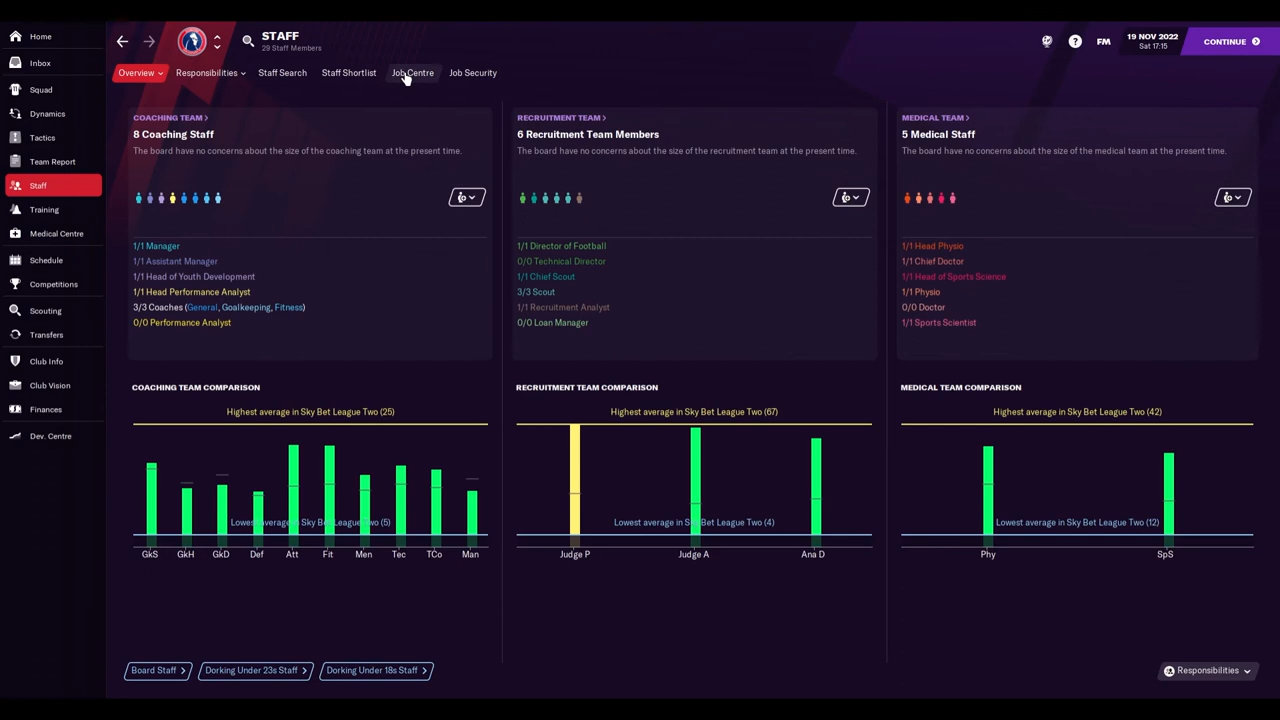 Home
Inbox
Squad
Dynamics
Tactics
Team Report
Staff
Training
Medical Centre
Schedule
Competitions
Scouting
Transfers
Club Info
Club Vision
Finances
Dev. Centre
STAFF
29 Staff Members
? FM 19 NOV 2022 CONTINUE
Sat 17:15
Overview Responsibilities Staff Search Staff Shortlist Job Centre Job Security
COACHING TEAM
8 Coaching Staff
The board have no concerns about the size of the coaching team at the present time.
1/1 Manager
1/1 Assistant Manager
1/1 Head of Youth Development
1/1 Head Performance Analyst
3/3 Coaches (General, Goalkeeping, Fitness)
0/0 Performance Analyst
RECRUITMENT TEAM
6 Recruitment Team Members
The board have no concerns about the size of the recruitment team at the present time.
1/1 Director of Football
0/0 Technical Director
1/1 Chief Scout
3/3 Scout
1/1 Recruitment Analyst
0/0 Loan Manager
MEDICAL TEAM
5 Medical Staff
The board have no concerns about the size of the medical team at the present time.
1/1 Head Physio
1/1 Chief Doctor
1/1 Head of Sports Science
1/1 Physio
0/0 Doctor
1/1 Sports Scientist
COACHING TEAM COMPARISON
Highest average in Sky Bet League Two (25)
Lowest average in Sky Bet League Two (5)
GkS GkH GkD Def Att Fit Men Tec TCo Man
RECRUITMENT TEAM COMPARISON
Highest average in Sky Bet League Two (67)
Lowest average in Sky Bet League Two (4)
Judge P Judge A Ana D
MEDICAL TEAM COMPARISON
Highest average in Sky Bet League Two (42)
Lowest average in Sky Bet League Two (12)
Phy SpS
Board Staff Dorking Under 23s Staff Dorking Under 18s Staff Responsibilities